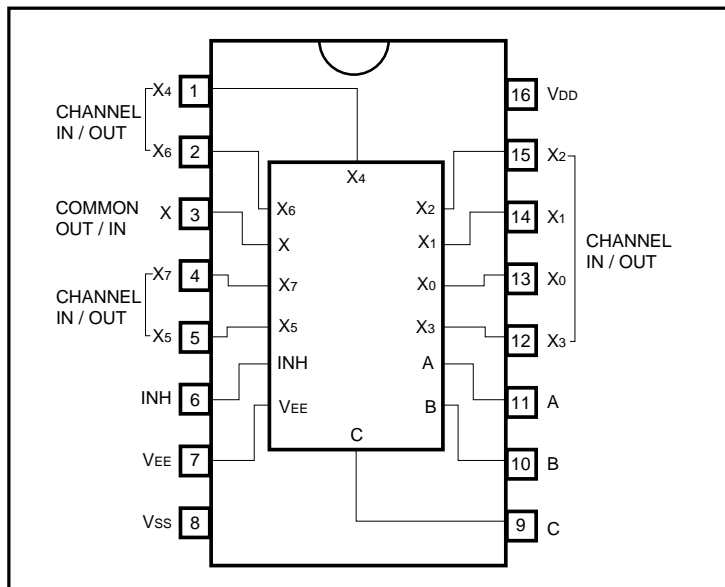 X4 1
CHANNEL
IN / OUT
X6 2
COMMON
OUT / IN
X 3
X7 4
CHANNEL
IN / OUT
X5 5
INH 6
VEE 7
VSS 8
X4
X6
X
X7
X5
INH
VEE
X2
X1
X0
X3
A
B
C
16 VDD
15 X2
14 X1
CHANNEL
IN / OUT
13 X0
12 X3
11 A
10 B
9 C